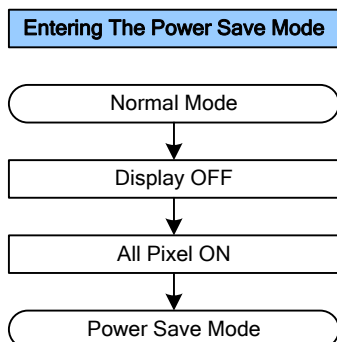 Entering The Power Save Mode
Normal Mode
Display OFF
All Pixel ON
Power Save Mode